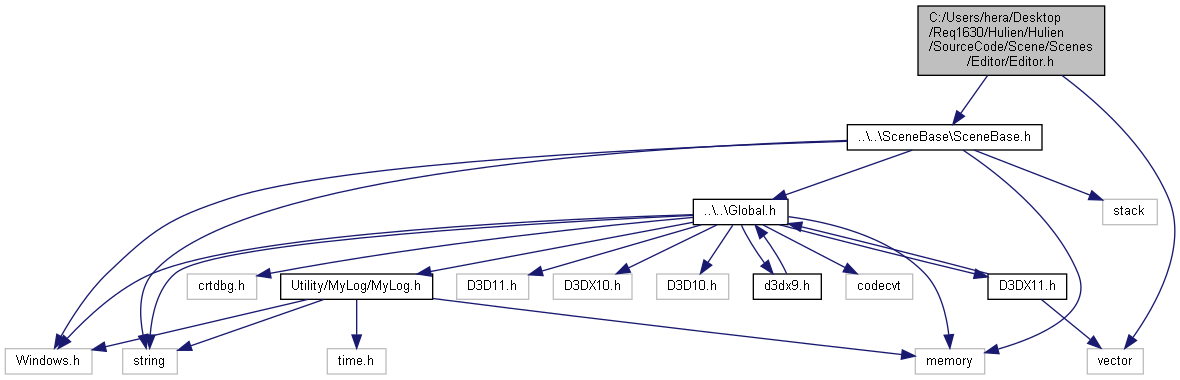 C:/Users/hera/Desktop
/Req1630/Hulien/Hulien
/SourceCode/Scene/Scenes
/Editor/Editor.h
..\..\SceneBase\SceneBase.h
..\..\Global.h
stack
crtdbg.h
Utility/MyLog/MyLog.h
D3D11.h
D3DX10.h
D3D10.h
d3dx9.h
codecvt
D3DX11.h
Windows.h
string
time.h
memory
vector